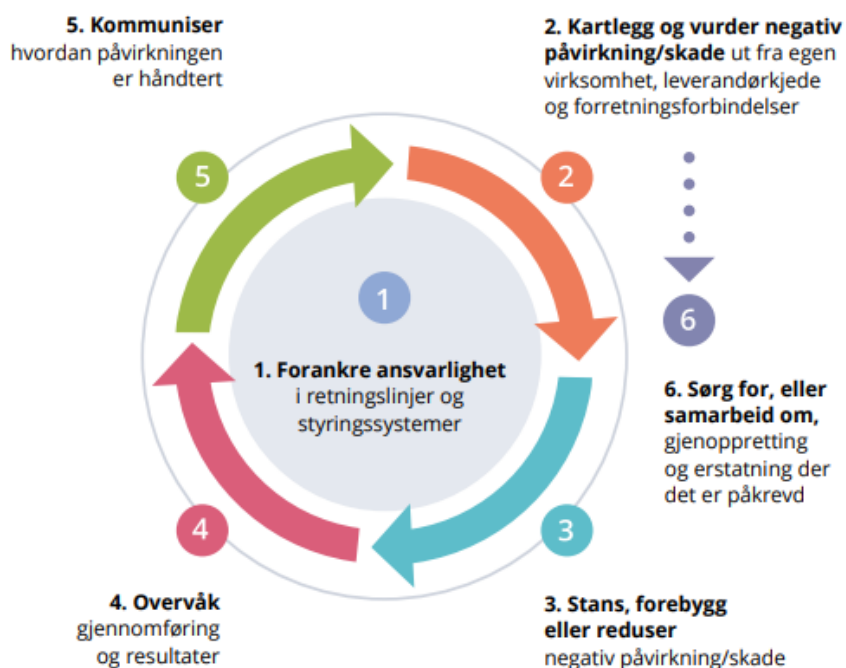 5. Kommuniser
hvordan påvirkningen
er håndtert
2. Kartlegg og vurder negativ
påvirkning/skade ut fra egen
virksomhet, leverandørkjede
og forretningsforbindelser
5
2
1
6
1. Forankre ansvarlighet
i retningslinjer og
styringssystemer
6. Sørg for, eller
samarbeid om,
gjenoppretting
og erstatning der
det er påkrevd
4
3
4. Overvåk
gjennomføring
og resultater
3. Stans, forebygg
eller reduser
negativ påvirkning/skade